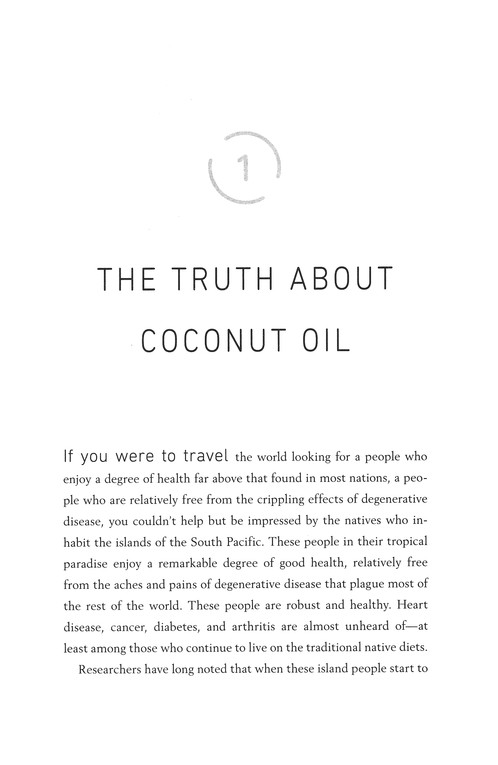 1
THE TRUTH ABOUT
COCONUT OIL
If you were to travel the world looking for a people who
enjoy a degree of health far above that found in most nations, a peo-
ple who are relatively free from the crippling effects of degenerative
disease, you couldn't help but be impressed by the natives who in-
habit the islands of the South Pacific. These people in their tropical
paradise enjoy a remarkable degree of good health, relatively free
from the aches and pains of degenerative disease that plague most of
the rest of the world. These people are robust and healthy. Heart
disease, cancer, diabetes, and arthritis are almost unheard of—at
least among those who continue to live on the traditional native diets.
Researchers have long noted that when these island people start to